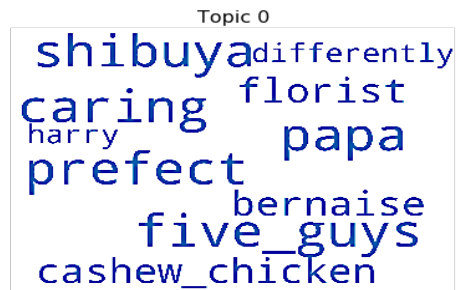 Topic 0
shibuya differently
florist
caring
harry
papa
prefect
bernaise
five_guys
cashew_chicken